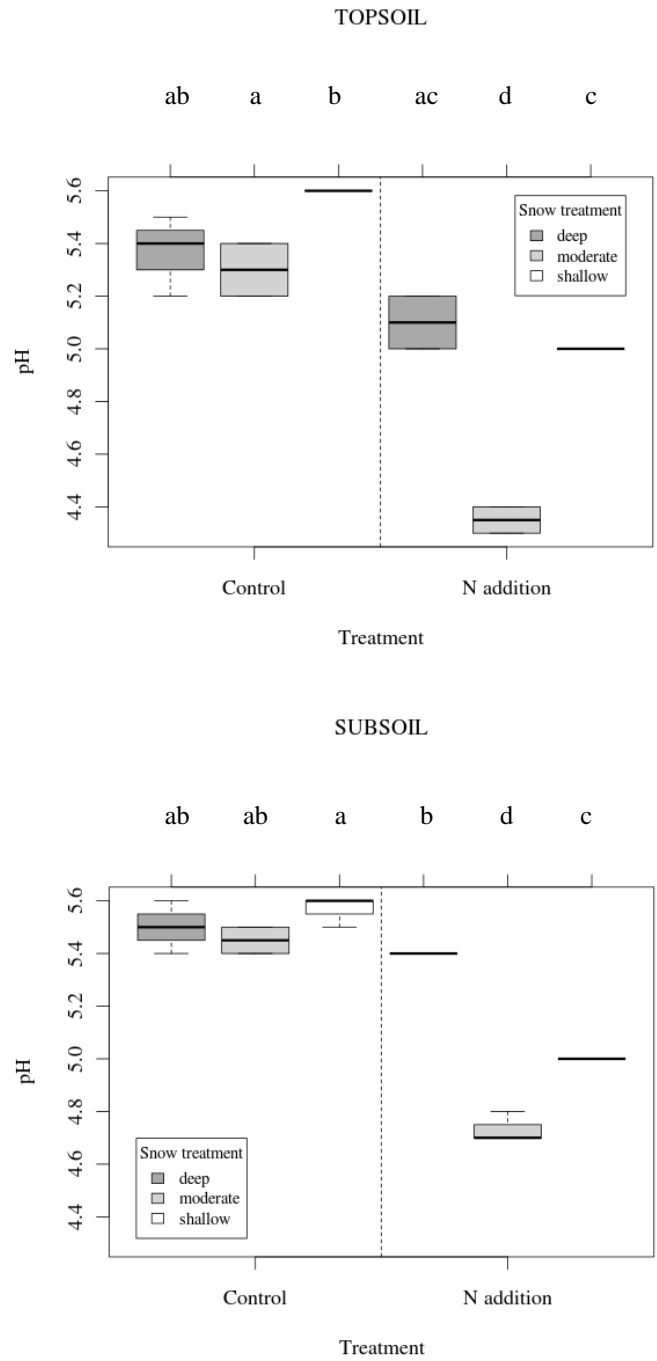 TOPSOIL
ab a b ac d c
5.6
5.4
5.2
5.0
4.8
4.6
4.4
pH
Snow treatment
deep
moderate
shallow
Control N addition
Treatment
SUBSOIL
ab ab a b d c
5.6
5.4
5.2
5.0
4.8
4.6
4.4
pH
Snow treatment
deep
moderate
shallow
Control N addition
Treatment